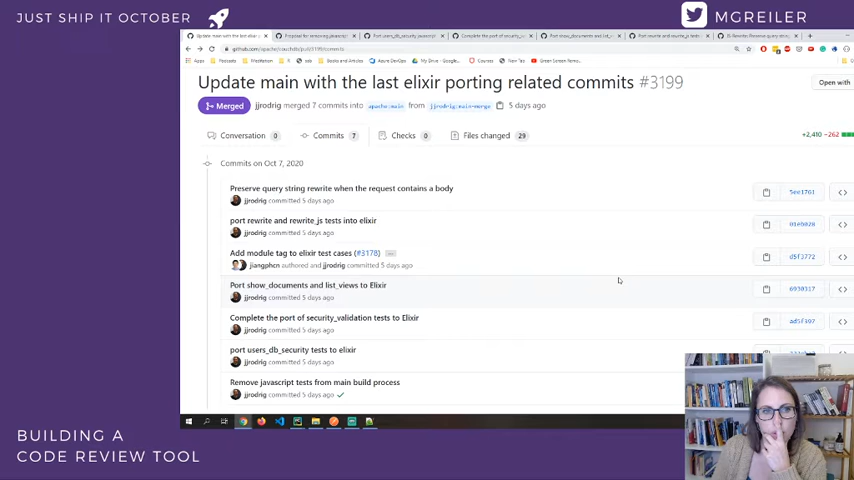 JUST SHIP IT OCTOBER
MGREILER
Update main with the last elixir porting related commits #3199
Open with
Merged
jjrodrig merged 7 commits into apache:main from jjrodrig:main-merge 5 days ago
Conversation 0
Commits 7
Checks 0
Files changed 29
+2,410 −262
Commits on Oct 7, 2020
Preserve query string rewrite when the request contains a body
jjrodrig committed 5 days ago
port rewrite and rewrite_js tests into elixir
jjrodrig committed 5 days ago
Add module tag to elixir test cases (#3178)
jiangphcn authored and jjrodrig committed 5 days ago
Port show_documents and list_views to Elixir
jjrodrig committed 5 days ago
Complete the port of security_validation tests to Elixir
jjrodrig committed 5 days ago
port users_db_security tests to elixir
jjrodrig committed 5 days ago
Remove javascript tests from main build process
jjrodrig committed 5 days ago
BUILDING A
CODE REVIEW TOOL